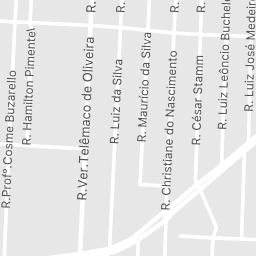 R.Profº.Cosme Buzarello
R. Hamilton Pimentel
R.Ver.Telêmaco de Oliveira
R. Luiz da Silva
R. Maurício da Silva
R. Christiane do Nascimento
R. César Stamm
R. Luiz Leôncio Buchele
R. Luiz José Medeir